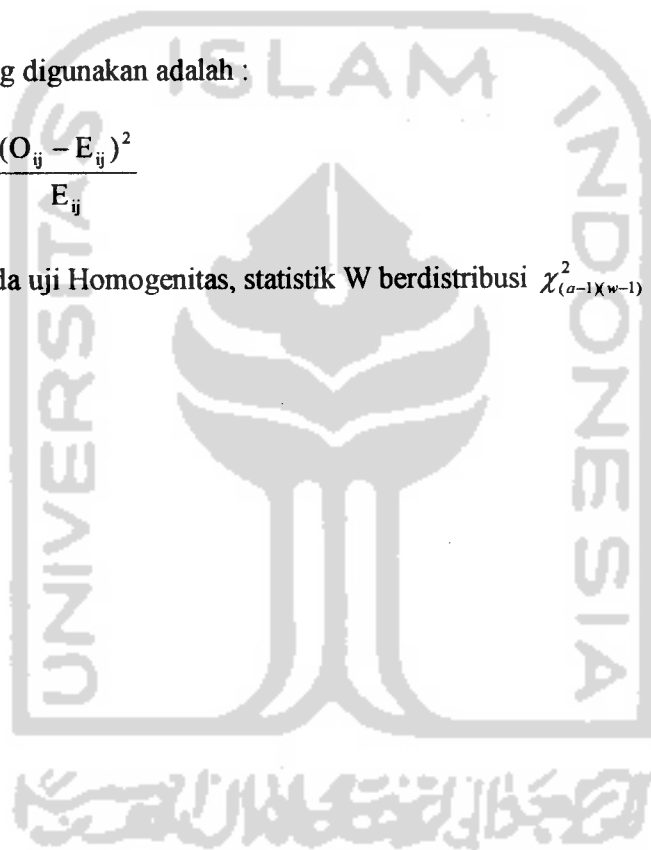 ISLAM
g digunakan adalah :
(O_ij − E_ij)²
E_ij
da uji Homogenitas, statistik W berdistribusi χ²_(a−1)(w−1)
UNIVERSITAS
INDONESIA